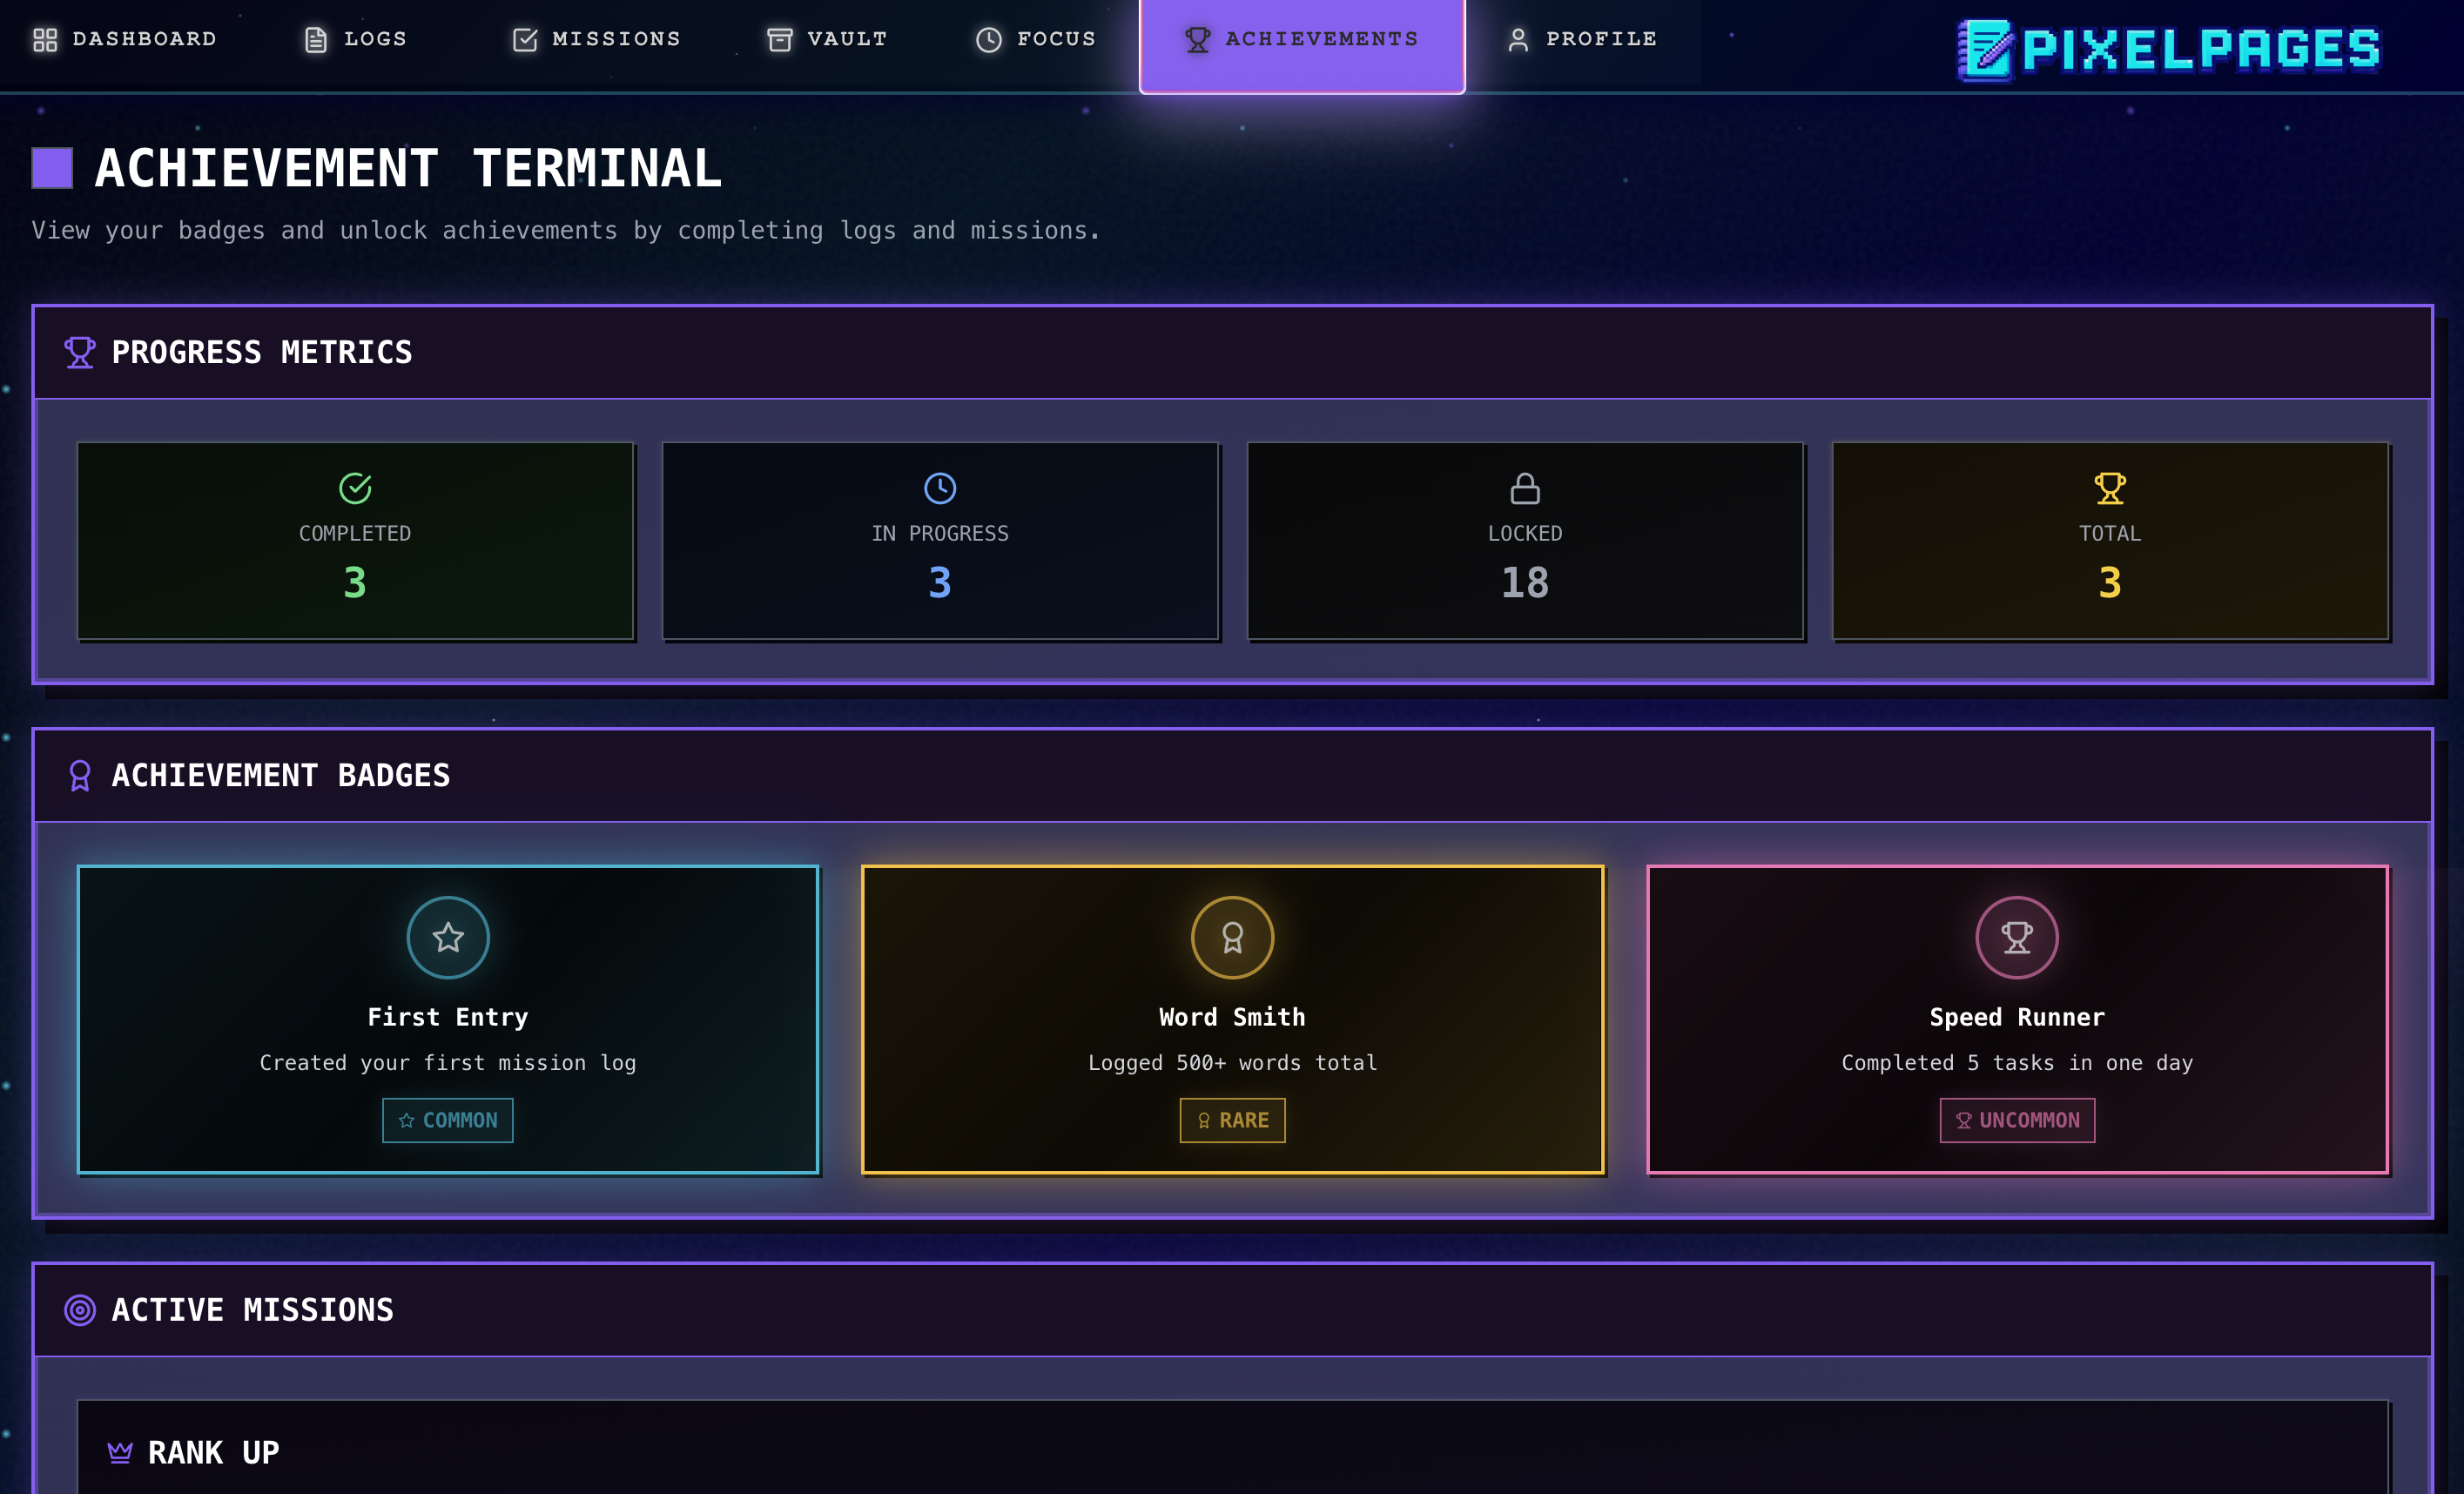 DASHBOARD LOGS MISSIONS VAULT FOCUS ACHIEVEMENTS PROFILE PIXELPAGES
ACHIEVEMENT TERMINAL
View your badges and unlock achievements by completing logs and missions.
PROGRESS METRICS
COMPLETED
3
IN PROGRESS
3
LOCKED
18
TOTAL
3
ACHIEVEMENT BADGES
First Entry
Created your first mission log
COMMON
Word Smith
Logged 500+ words total
RARE
Speed Runner
Completed 5 tasks in one day
UNCOMMON
ACTIVE MISSIONS
RANK UP